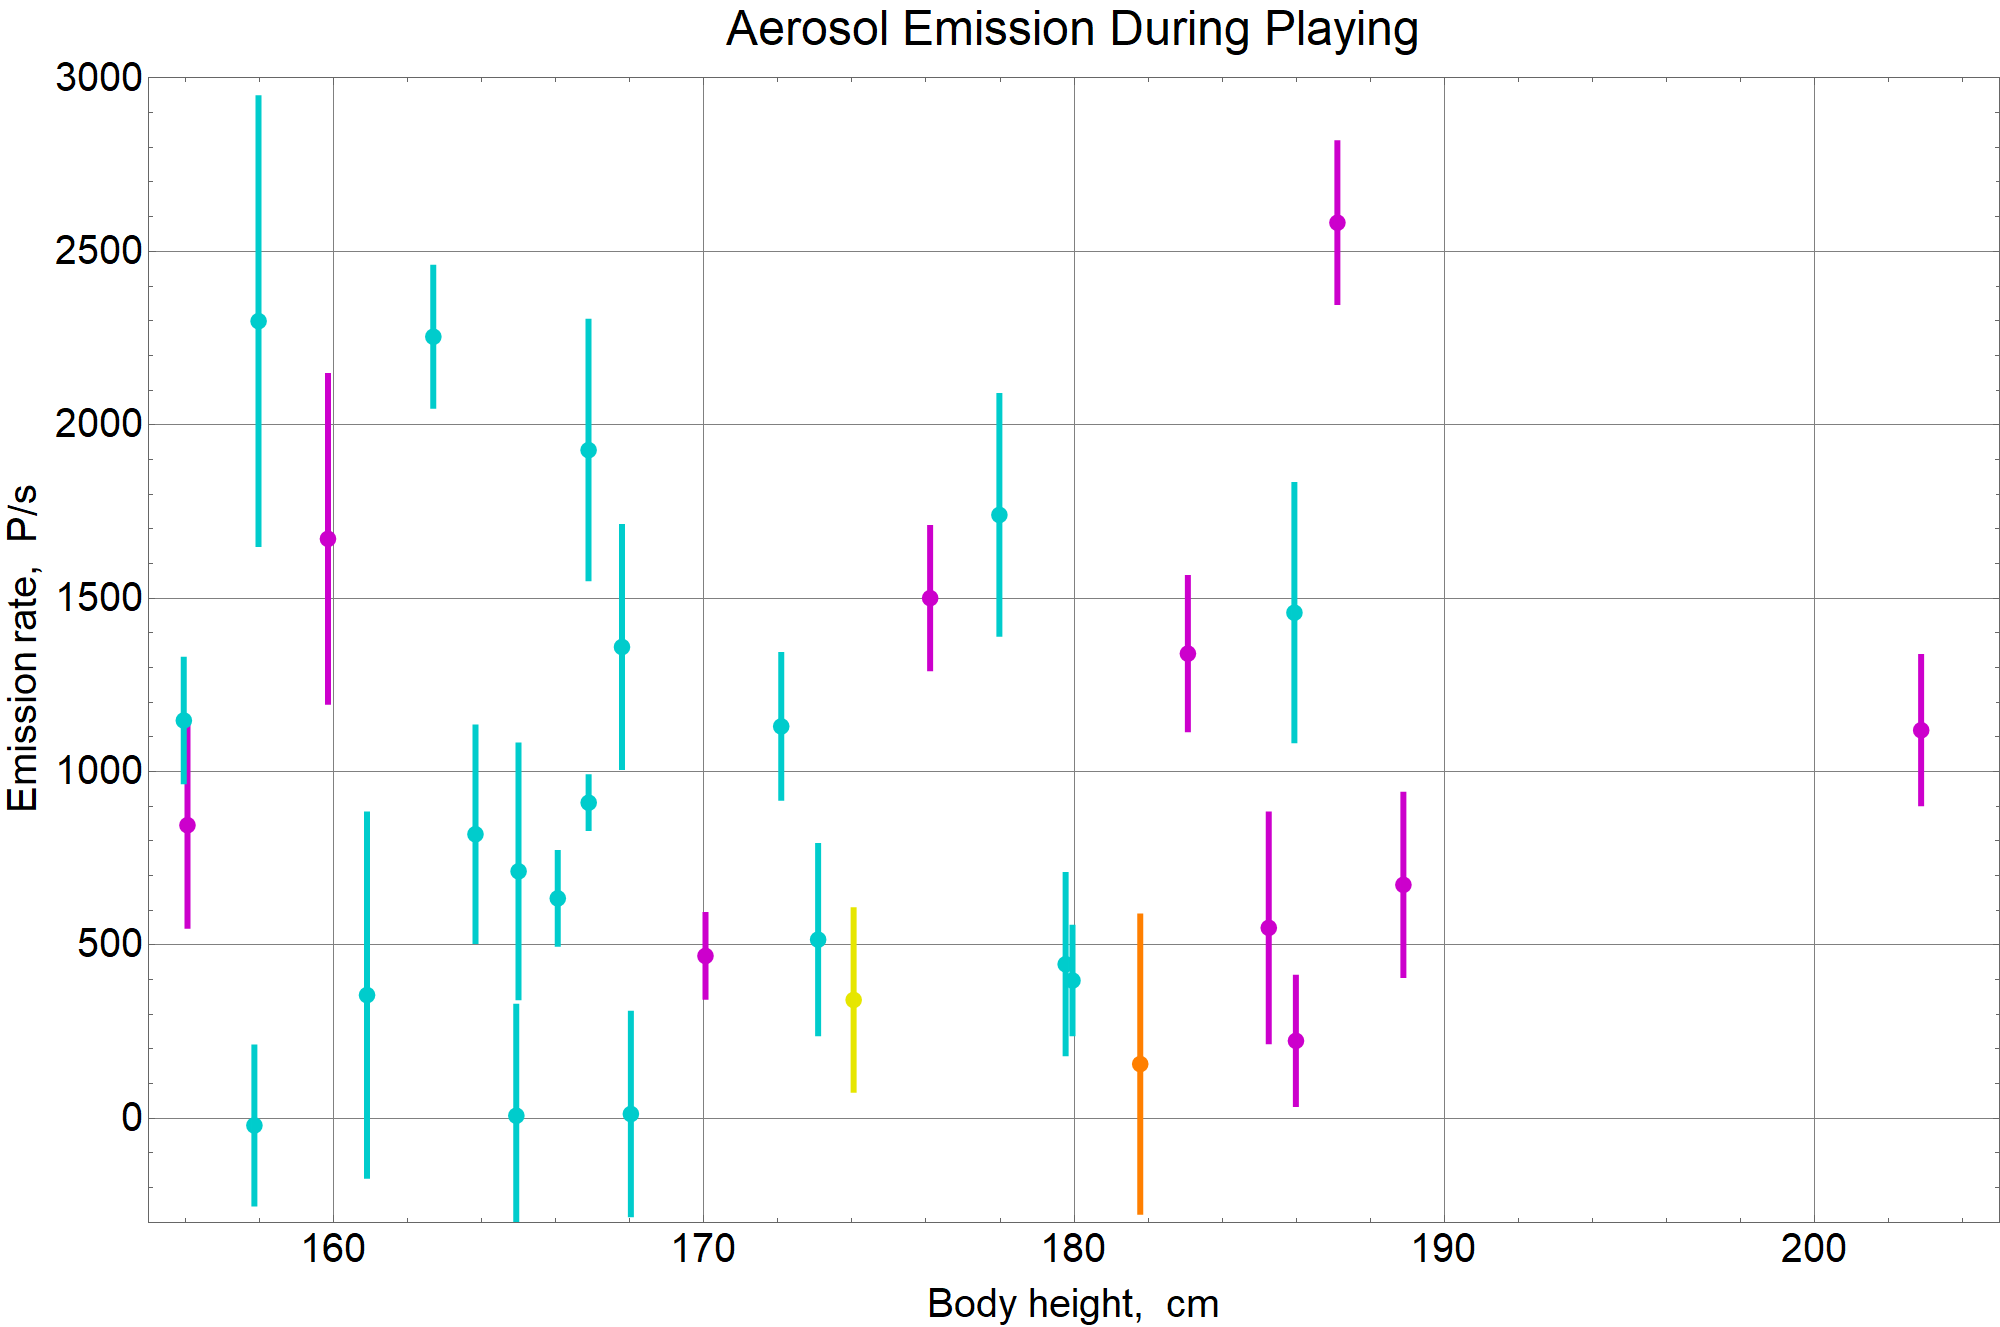 Aerosol Emission During Playing
3000
2500
2000
1500
1000
500
0
Emission rate, P/s
160 170 180 190 200
Body height, cm